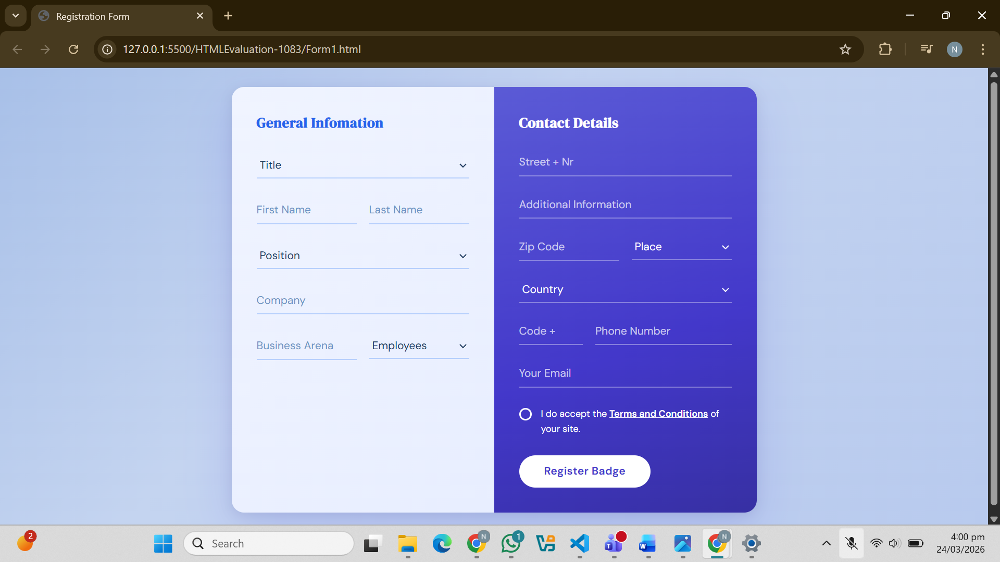 Registration Form
127.0.0.1:5500/HTMLEvaluation-1083/Form1.html
N
General Infomation
Title
First Name Last Name
Position
Company
Business Arena Employees
Contact Details
Street + Nr
Additional Information
Zip Code Place
Country
Code + Phone Number
Your Email
I do accept the Terms and Conditions of
your site.
Register Badge
2
Search
N
1
T
W
N
4:00 pm
24/03/2026